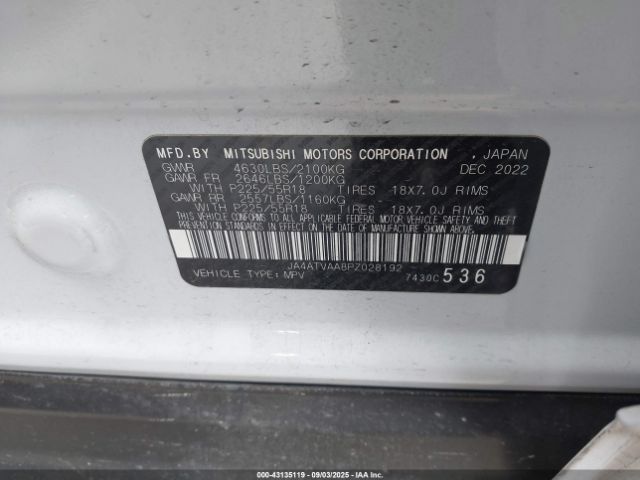 MFD.BY MITSUBISHI MOTORS CORPORATION , JAPAN
GVWR 4630LBS/2100KG DEC 2022
GAWR FR 2646LBS/1200KG
WITH P225/55R18 TIRES 18X7.0J RIMS
GAWR RR 2557LBS/1160KG
WITH P225/55R18 TIRES 18X7.0J RIMS
THIS VEHICLE CONFORMS TO ALL APPLICABLE
FEDERAL MOTOR VEHICLE SAFETY AND THEFT
PREVENTION STANDARDS IN EFFECT ON THE
DATE OF MANUFACTURE SHOWN ABOVE.
JA4ATVAA8PZ028192
VEHICLE TYPE: MPV 7430C 536
© 43135119 | 09/03/2025 | IAA Holdings, LLC